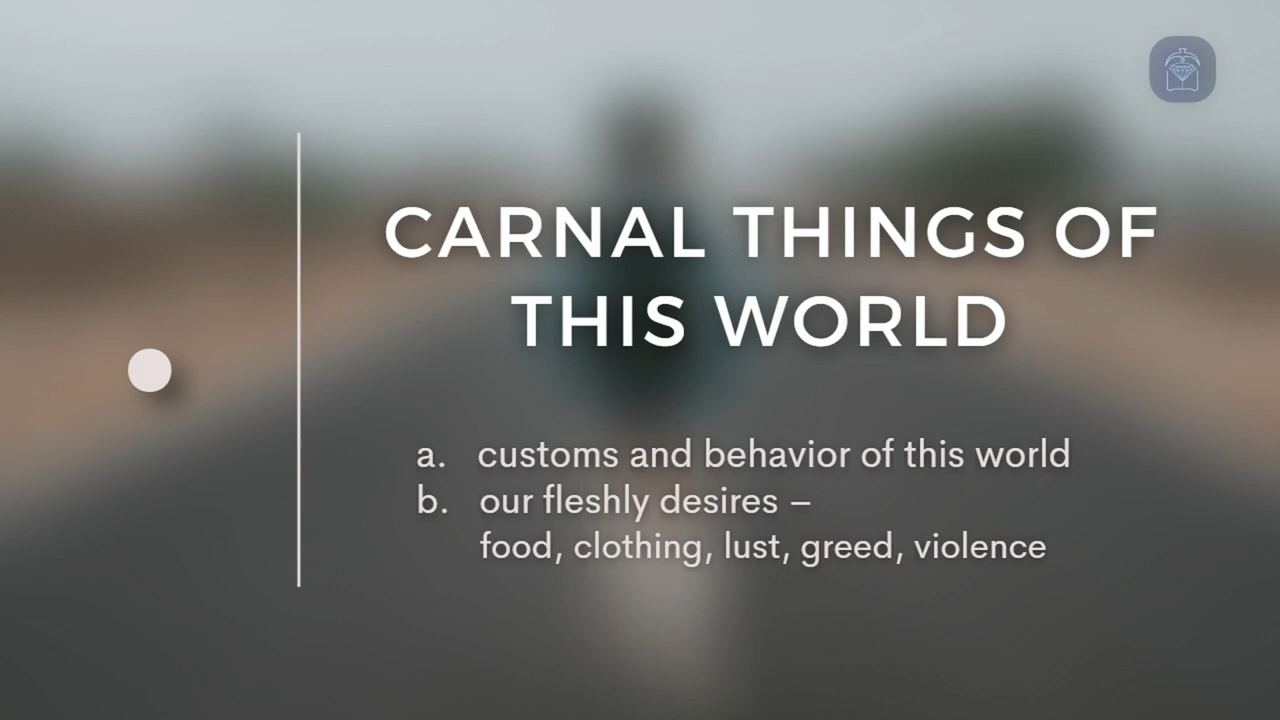 CARNAL THINGS OF
THIS WORLD
a. customs and behavior of this world
b. our fleshly desires –
food, clothing, lust, greed, violence